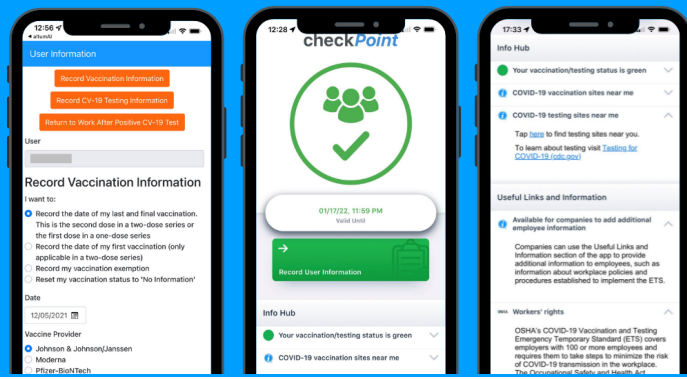 12:56
◂ allumAI
User Information
Record Vaccination Information
Record CV-19 Testing Information
Return to Work After Positive CV-19 Test
User
Record Vaccination Information
I want to:
Record the date of my last and final vaccination.
This is the second dose in a two-dose series or
the first dose in a one-dose series
Record the date of my first vaccination (only
applicable in a two-dose series)
Record my vaccination exemption
Reset my vaccination status to "No Information"
Date
12/05/2021
Vaccine Provider
Johnson & Johnson/Janssen
Moderna
Pfizer-BioNTech
12:28
checkPoint
01/17/22, 11:59 PM
Valid Until
Record User Information
Info Hub
Your vaccination/testing status is green
COVID-19 vaccination sites near me
17:33
Info Hub
Your vaccination/testing status is green
COVID-19 vaccination sites near me
COVID-19 testing sites near me
Tap here to find testing sites near you.
To learn about testing visit Testing for
COVID-19 (cdc.gov)
Useful Links and Information
Available for companies to add additional
employee information
Companies can use the Useful Links and
Information section of the app to provide
additional information to employees, such as
information about workplace policies and
procedures established to implement the ETS.
Workers' rights
OSHA's COVID-19 Vaccination and Testing
Emergency Temporary Standard (ETS) covers
employers with 100 or more employees and
requires them to take steps to minimize the risk
of COVID-19 transmission in the workplace.
The Occupational Safety and Health Act